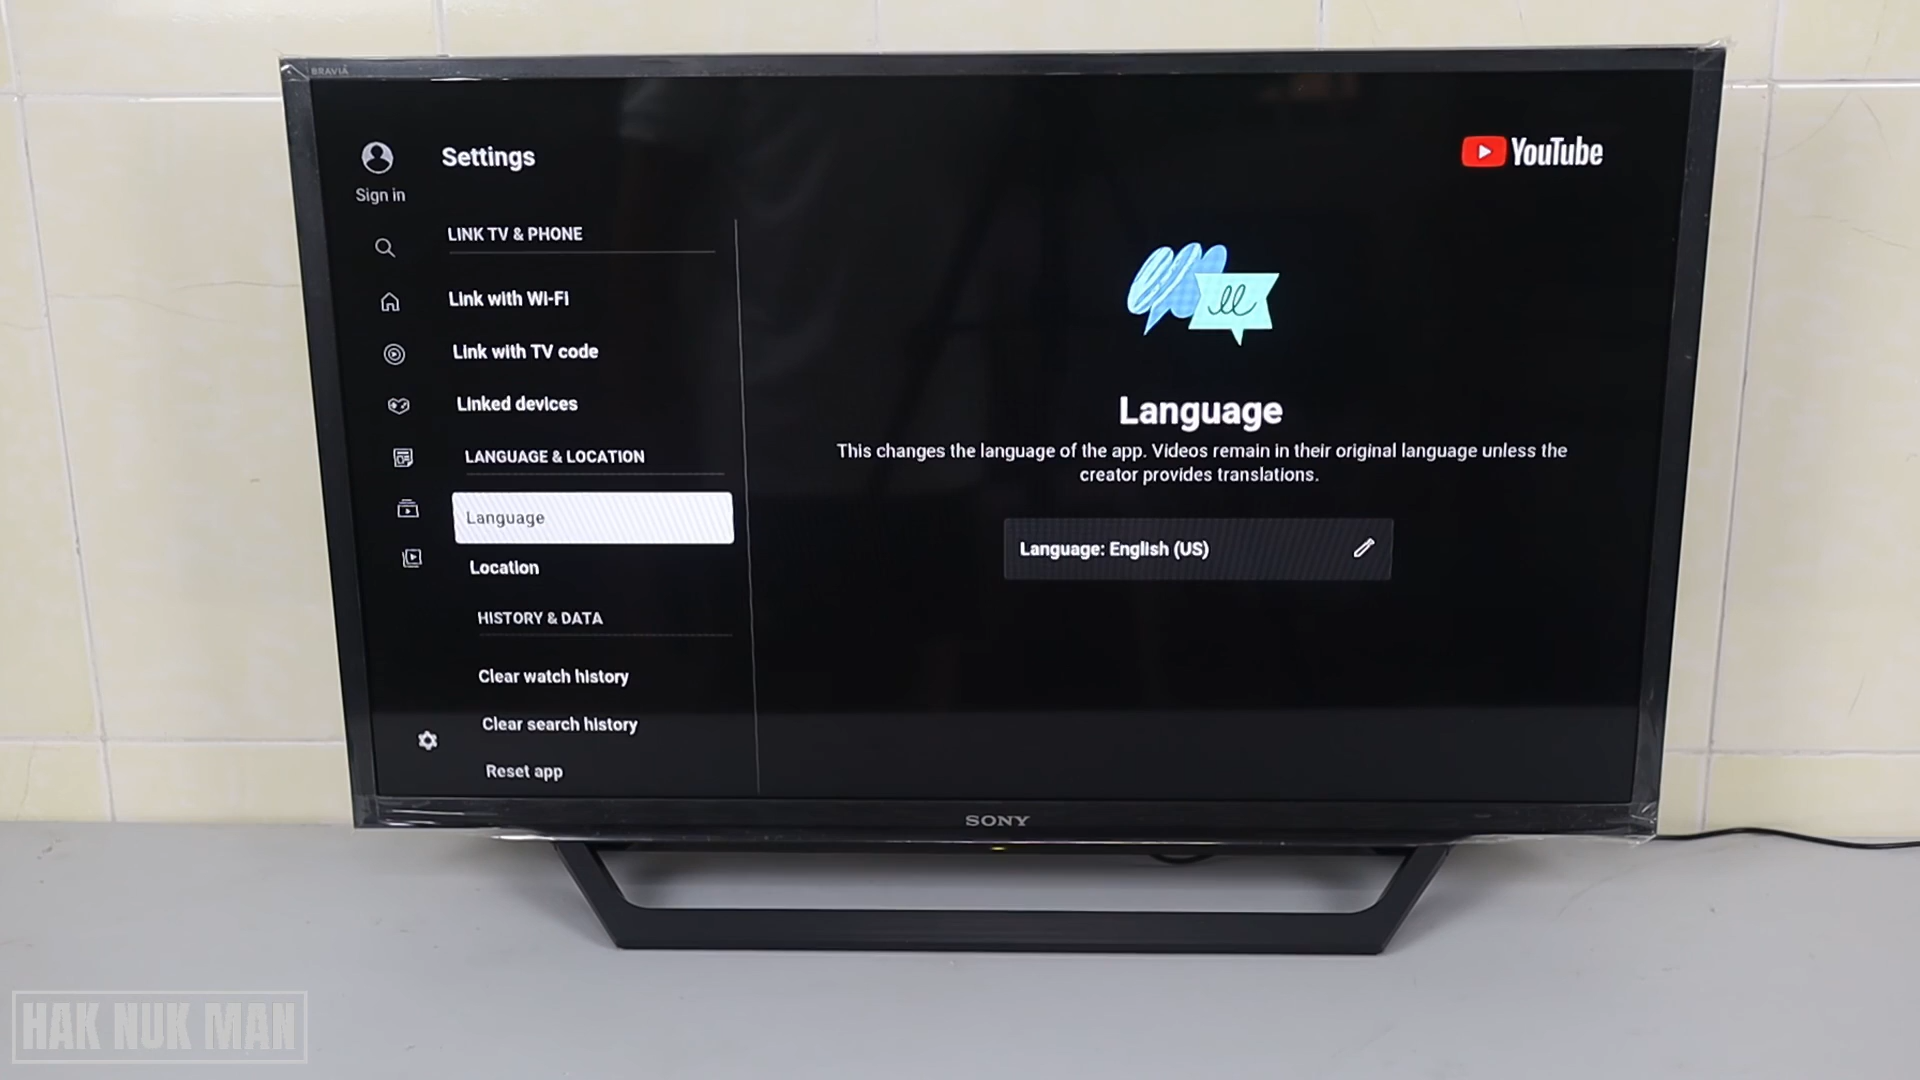 BRAVIA
Settings
YouTube
Sign in
LINK TV & PHONE
Link with Wi-Fi
Link with TV code
Linked devices
LANGUAGE & LOCATION
Language
Location
HISTORY & DATA
Clear watch history
Clear search history
Reset app
Language
This changes the language of the app. Videos remain in their original language unless the
creator provides translations.
Language: English (US)
SONY
HAK NUK MAN